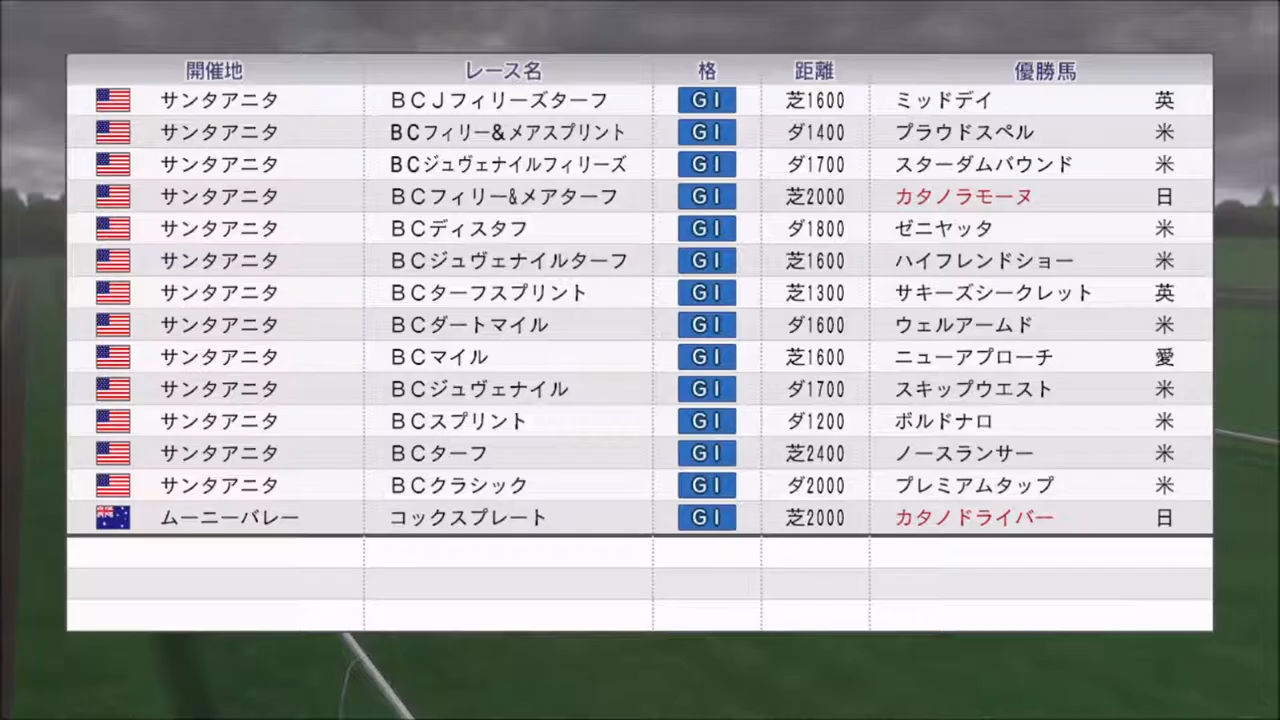 開催地 レース名 格 距離 優勝馬
サンタアニタ ＢＣＪフィリーズターフ GI 芝1600 ミッドデイ 英
サンタアニタ ＢＣフィリー＆メアスプリント GI ダ1400 プラウドスペル 米
サンタアニタ ＢＣジュヴェナイルフィリーズ GI ダ1700 スターダムバウンド 米
サンタアニタ ＢＣフィリー&メアターフ GI 芝2000 カタノラモーヌ 日
サンタアニタ ＢＣディスタフ GI ダ1800 ゼニヤッタ 米
サンタアニタ ＢＣジュヴェナイルターフ GI 芝1600 ハイフレンドショー 米
サンタアニタ ＢＣターフスプリント GI 芝1300 サキーズシークレット 英
サンタアニタ ＢＣダートマイル GI ダ1600 ウェルアームド 米
サンタアニタ ＢＣマイル GI 芝1600 ニューアプローチ 愛
サンタアニタ ＢＣジュヴェナイル GI ダ1700 スキップウエスト 米
サンタアニタ ＢＣスプリント GI ダ1200 ボルドナロ 米
サンタアニタ ＢＣターフ GI 芝2400 ノースランサー 米
サンタアニタ ＢＣクラシック GI ダ2000 プレミアムタップ 米
ムーニーバレー コックスプレート GI 芝2000 カタノドライバー 日